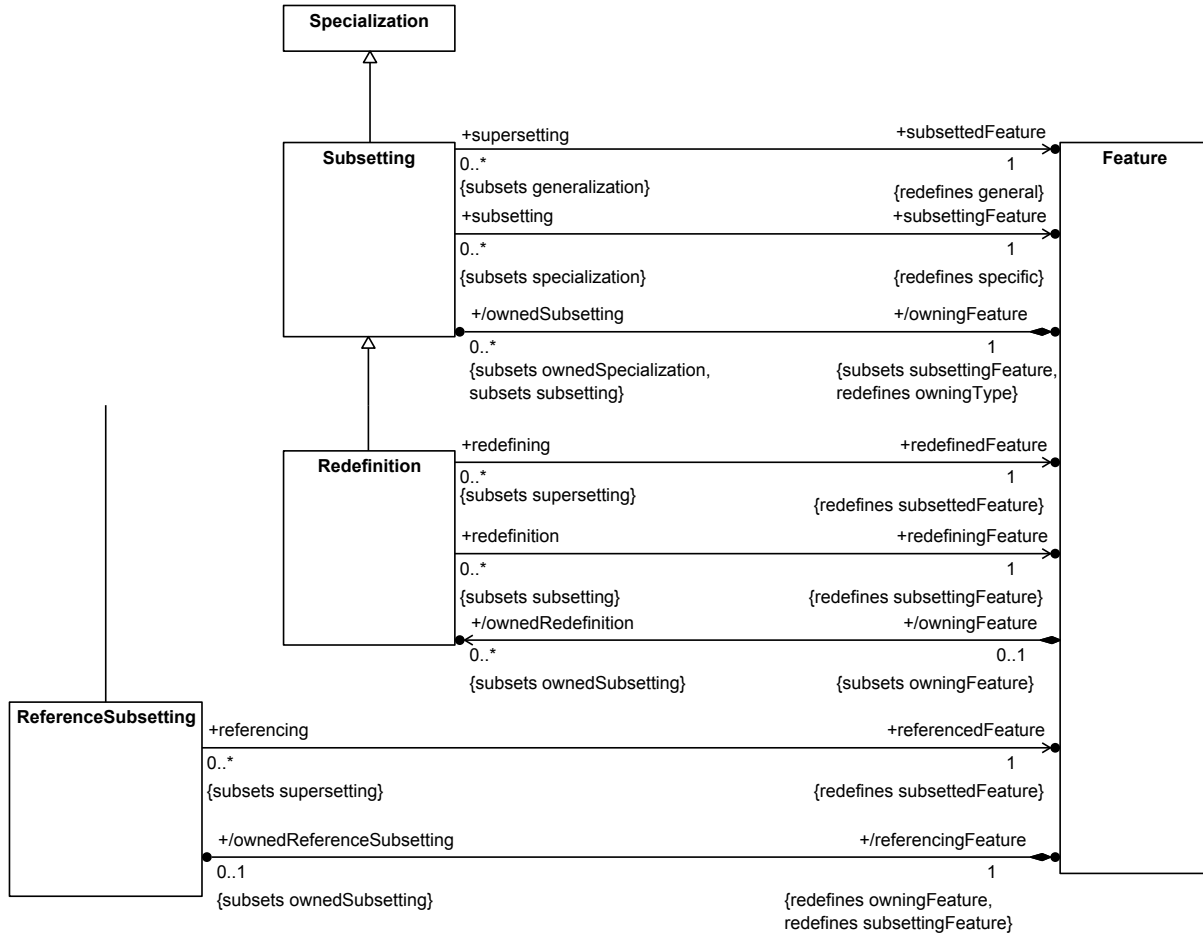 Specialization
Subsetting
Feature
+supersetting
+subsettedFeature
0..*
1
{subsets generalization}
{redefines general}
+subsetting
+subsettingFeature
0..*
1
{subsets specialization}
{redefines specific}
+/ownedSubsetting
+/owningFeature
0..*
1
{subsets ownedSpecialization,
subsets subsetting}
{subsets subsettingFeature,
redefines owningType}
Redefinition
+redefining
+redefinedFeature
0..*
1
{subsets supersetting}
{redefines subsettedFeature}
+redefinition
+redefiningFeature
0..*
1
{subsets subsetting}
{redefines subsettingFeature}
+/ownedRedefinition
+/owningFeature
0..*
0..1
{subsets ownedSubsetting}
{subsets owningFeature}
ReferenceSubsetting
+referencing
+referencedFeature
0..*
1
{subsets supersetting}
{redefines subsettedFeature}
+/ownedReferenceSubsetting
+/referencingFeature
0..1
1
{subsets ownedSubsetting}
{redefines owningFeature,
redefines subsettingFeature}